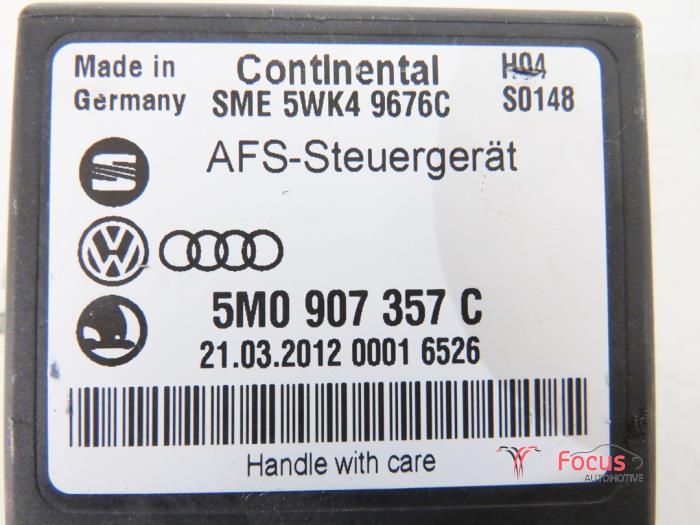 Made in
Germany
Continental
SME 5WK4 9676C
H04
S0148
AFS-Steuergerät
5M0 907 357 C
21.03.2012 0001 6526
Handle with care
Focus
AUTOMOTIVE